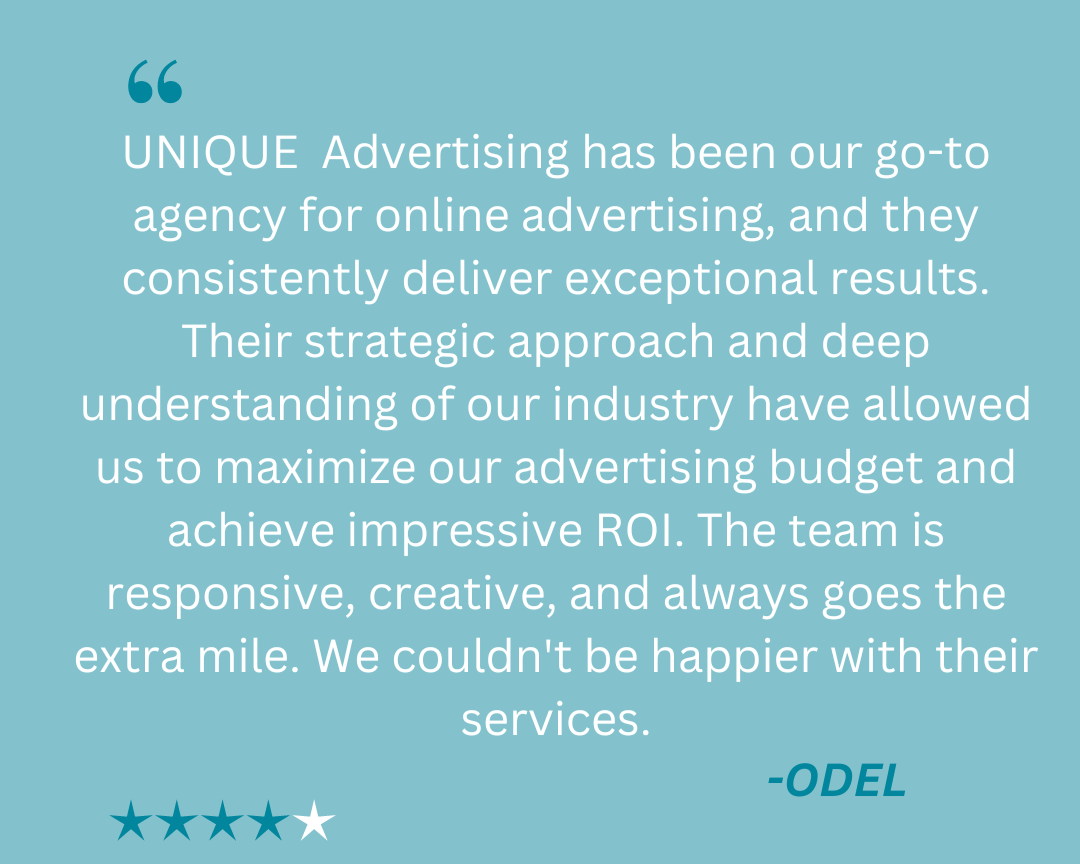 “
UNIQUE  Advertising has been our go-to
agency for online advertising, and they
consistently deliver exceptional results.
Their strategic approach and deep
understanding of our industry have allowed
us to maximize our advertising budget and
achieve impressive ROI. The team is
responsive, creative, and always goes the
extra mile. We couldn't be happier with their
services.
-ODEL